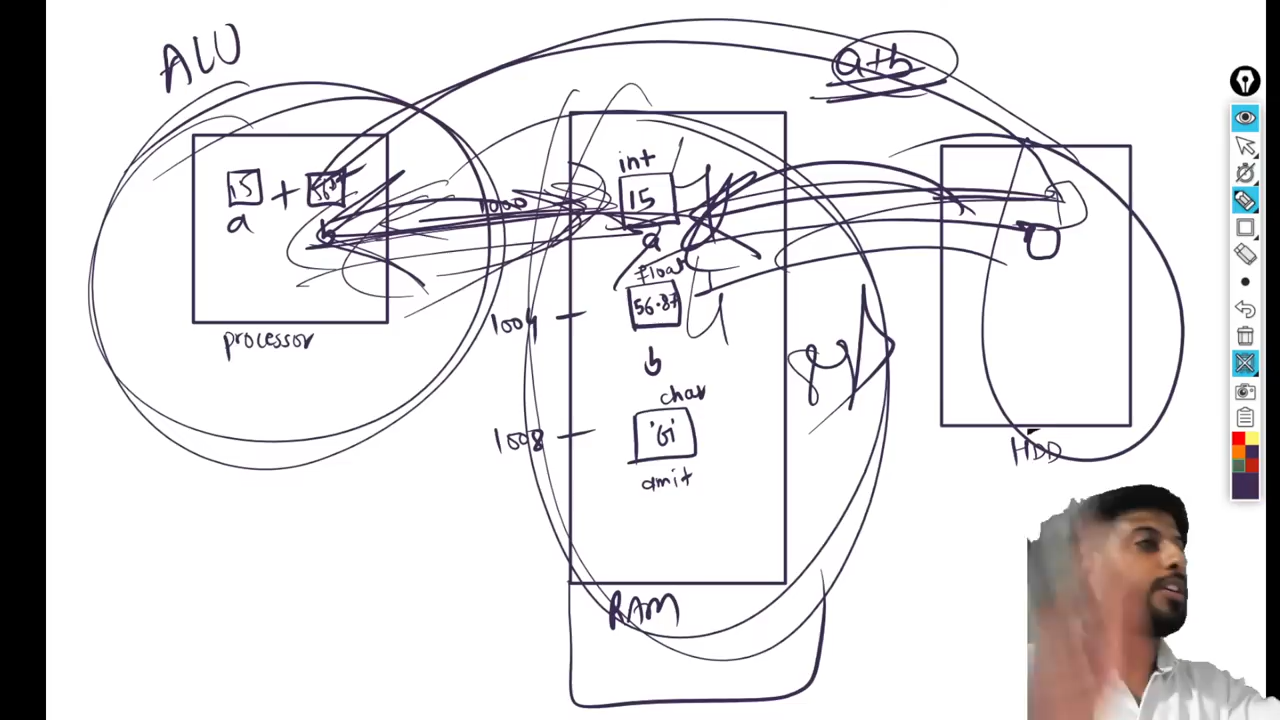 ALU
a+b
15 + 56.87
a
b
processor
1000
int
15
a
float
1004
56.87
b
char
1008
'G'
amit
RAM
HDD